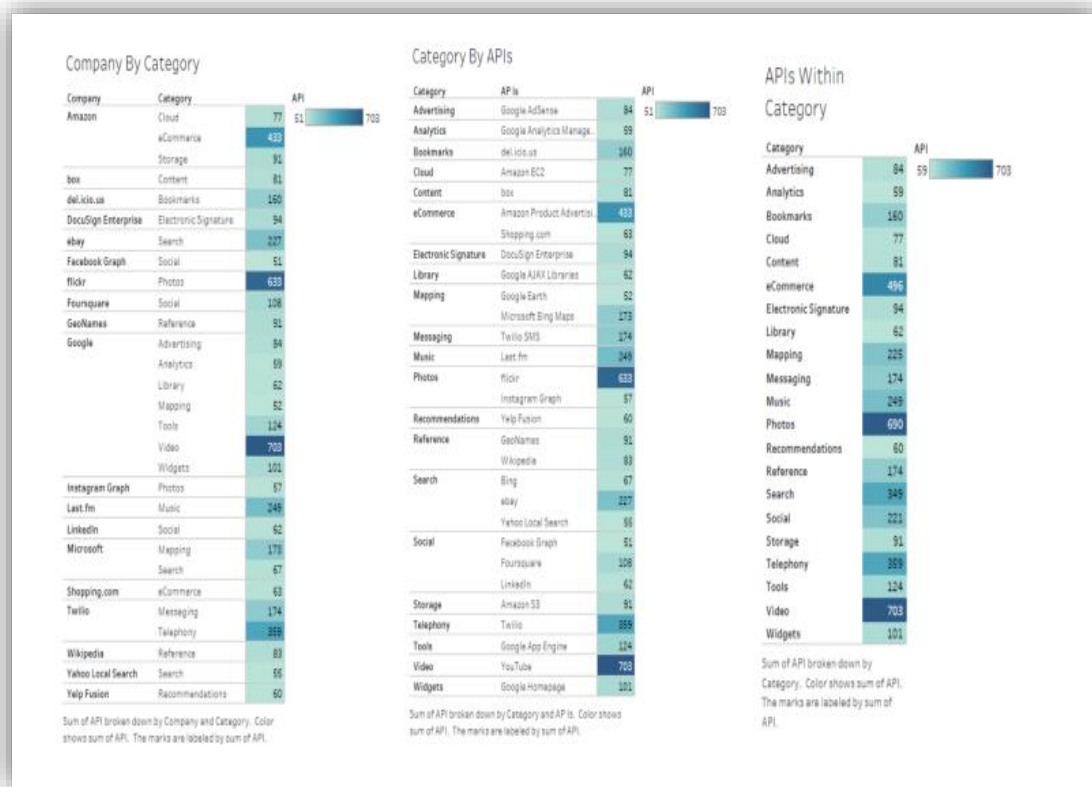 Company By Category
Company Category
API
51 703
Amazon Cloud 77
eCommerce 433
Storage 91
box Content 81
del.icio.us Bookmarks 160
DocuSign Enterprise Electronic Signature 94
ebay Search 227
Facebook Graph Social 51
flickr Photos 633
Foursquare Social 108
GeoNames Reference 91
Google Advertising 84
Analytics 59
Library 62
Mapping 52
Tools 124
Video 703
Widgets 101
Instagram Graph Photos 57
Last.fm Music 249
LinkedIn Social 62
Microsoft Mapping 173
Search 67
Shopping.com eCommerce 63
Twilio Messaging 174
Telephony 359
Wikipedia Reference 83
Yahoo Local Search Search 55
Yelp Fusion Recommendations 60
Sum of API broken down by Company and Category. Color
shows sum of API. The marks are labeled by sum of API.
Category By APIs
Category AP Is
API
51 703
Advertising Google AdSense 84
Analytics Google Analytics Manage.. 59
Bookmarks del.icio.us 160
Cloud Amazon EC2 77
Content box 81
eCommerce Amazon Product Advertisi.. 433
Shopping.com 63
Electronic Signature DocuSign Enterprise 94
Library Google AJAX Libraries 62
Mapping Google Earth 52
Microsoft Bing Maps 173
Messaging Twilio SMS 174
Music Last.fm 249
Photos flickr 633
Instagram Graph 57
Recommendations Yelp Fusion 60
Reference GeoNames 91
Wikipedia 83
Search Bing 67
ebay 227
Yahoo Local Search 55
Social Facebook Graph 51
Foursquare 108
LinkedIn 62
Storage Amazon S3 91
Telephony Twilio 359
Tools Google App Engine 124
Video YouTube 703
Widgets Google Homepage 101
Sum of API broken down by Category and AP Is. Color shows
sum of API. The marks are labeled by sum of API.
APIs Within
Category
Category
API
59 703
Advertising 84
Analytics 59
Bookmarks 160
Cloud 77
Content 81
eCommerce 496
Electronic Signature 94
Library 62
Mapping 225
Messaging 174
Music 249
Photos 690
Recommendations 60
Reference 174
Search 349
Social 221
Storage 91
Telephony 359
Tools 124
Video 703
Widgets 101
Sum of API broken down by
Category. Color shows sum of API.
The marks are labeled by sum of
API.